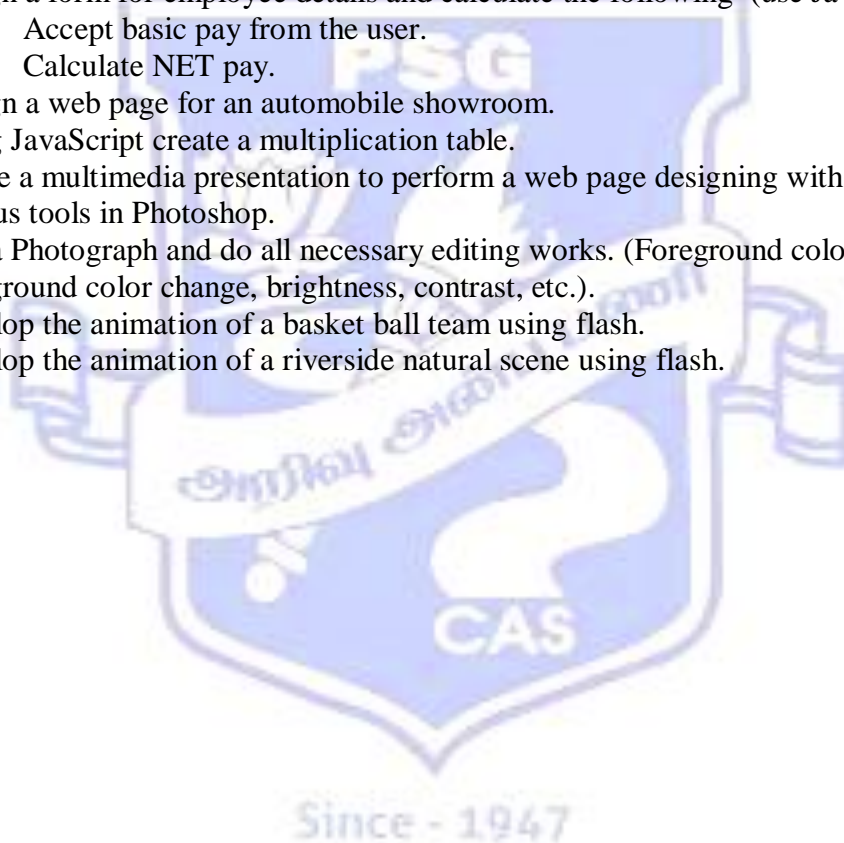 n a form for employee details and calculate the following (use Ja
Accept basic pay from the user.
Calculate NET pay.
gn a web page for an automobile showroom.
g JavaScript create a multiplication table.
e a multimedia presentation to perform a web page designing with
us tools in Photoshop.
a Photograph and do all necessary editing works. (Foreground colo
ground color change, brightness, contrast, etc.).
lop the animation of a basket ball team using flash.
lop the animation of a riverside natural scene using flash.
PSG
அறிவு அண்
CAS
Since - 1947